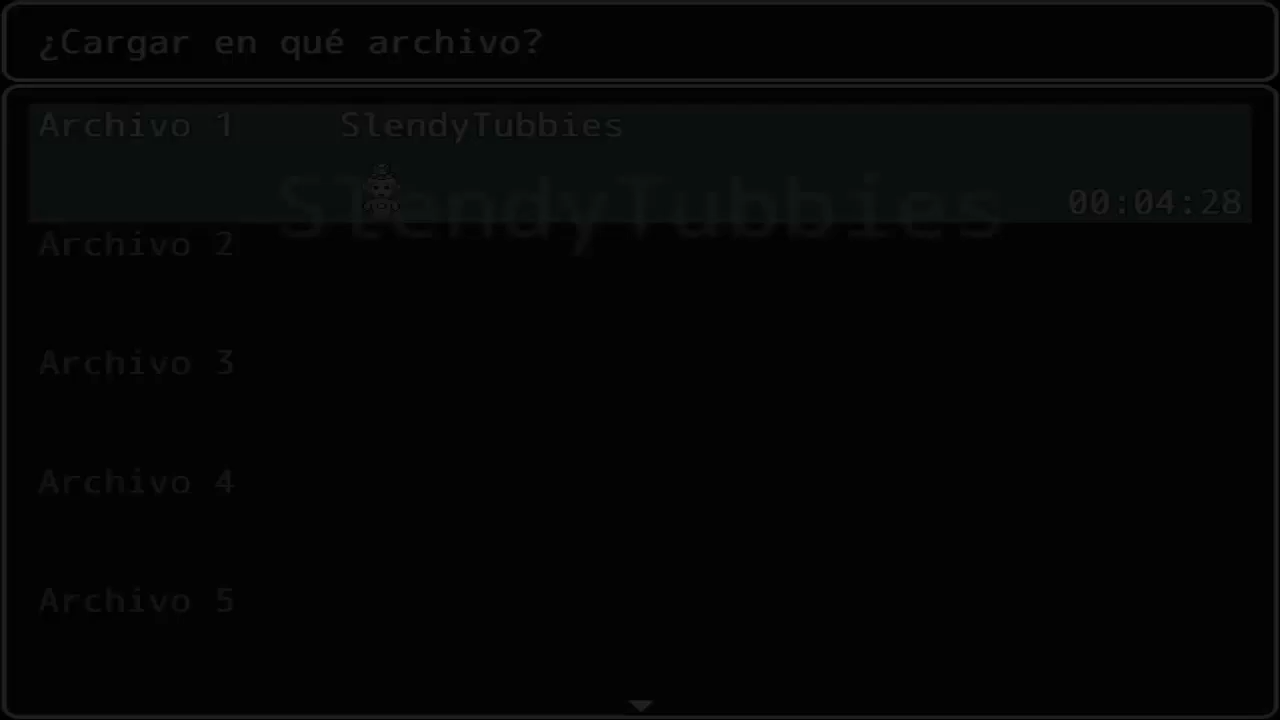 ¿Cargar en qué archivo?
Archivo 1 SlendyTubbies
SlendyTubbies
00:04:28
Archivo 2
Archivo 3
Archivo 4
Archivo 5